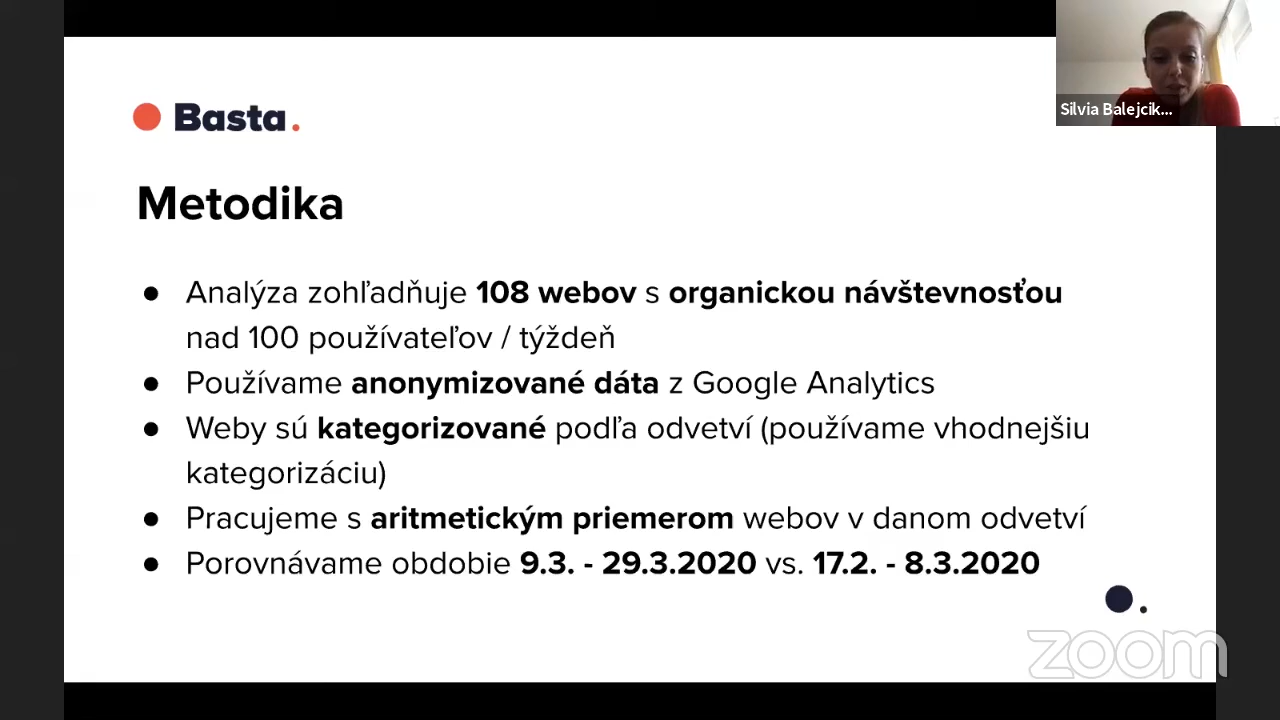 Silvia Balejcik...
Basta.
Metodika
● Analýza zohľadňuje 108 webov s organickou návštevnosťou
nad 100 používateľov / týždeň
● Používame anonymizované dáta z Google Analytics
● Weby sú kategorizované podľa odvetví (používame vhodnejšiu
kategorizáciu)
● Pracujeme s aritmetickým priemerom webov v danom odvetví
● Porovnávame obdobie 9.3. - 29.3.2020 vs. 17.2. - 8.3.2020
zoom